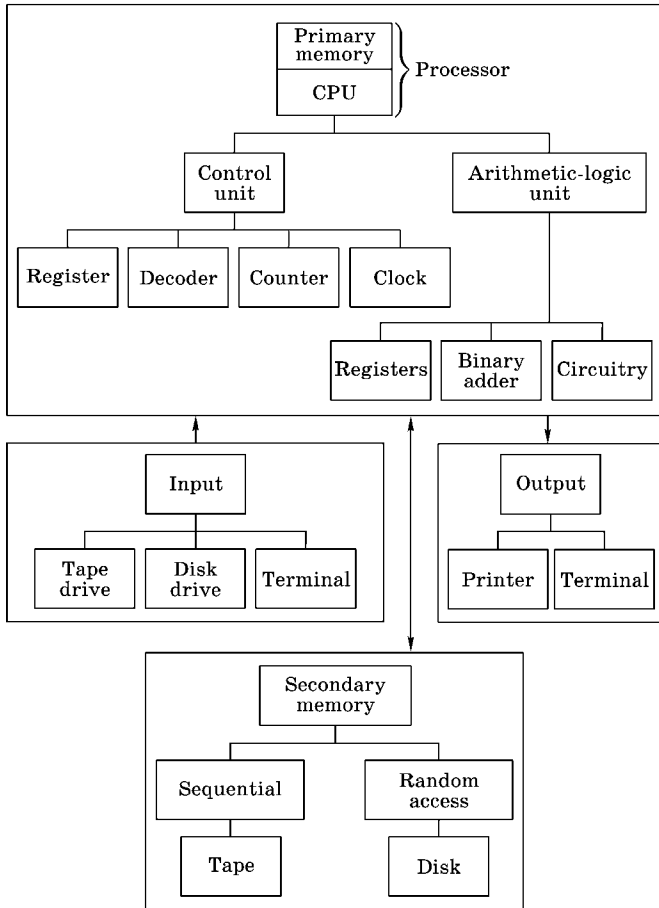 Primary
memory
Processor
CPU
Control
unit
Arithmetic-logic
unit
Register
Decoder
Counter
Clock
Registers
Binary
adder
Circuitry
Input
Output
Tape
drive
Disk
drive
Terminal
Printer
Terminal
Secondary
memory
Sequential
Random
access
Tape
Disk